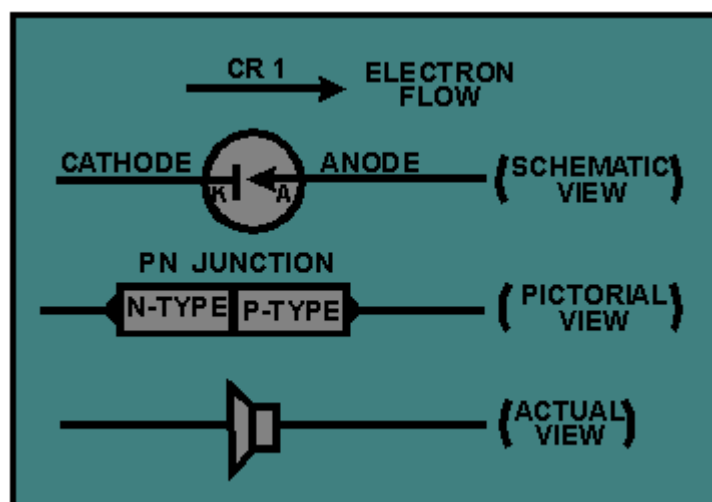 CR 1
ELECTRON
FLOW
CATHODE
K
A
ANODE
(SCHEMATIC
VIEW)
PN JUNCTION
N-TYPE
P-TYPE
(PICTORIAL
VIEW)
(ACTUAL
VIEW)